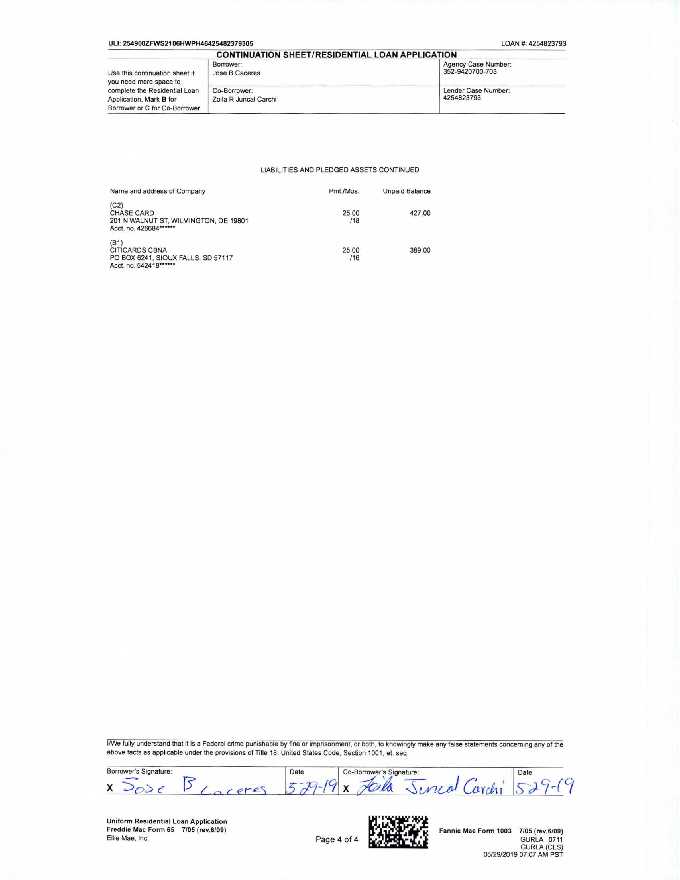 ULI: 254900ZFWS2106HWPH46425482379305 LOAN #: 4254823793
CONTINUATION SHEET/RESIDENTIAL LOAN APPLICATION
Use this continuation sheet if
you need more space to
complete the Residential Loan
Application. Mark B for
Borrower or C for Co-Borrower
Borrower:
Jose B Caceres
Agency Case Number:
352-9420700-703
Co-Borrower:
Zoila R Juncal Carchi
Lender Case Number:
4254823793
LIABILITIES AND PLEDGED ASSETS CONTINUED
Name and address of Company Pmt./Mos. Unpaid Balance
(C2)
CHASE CARD 25.00 427.00
201 N WALNUT ST, WILMINGTON, DE 19801 /18
Acct. no. 426684******
(B1)
CITICARDS CBNA 25.00 389.00
PO BOX 6241, SIOUX FALLS, SD 57117 /16
Acct. no. 542418******
I/We fully understand that it is a Federal crime punishable by fine or imprisonment, or both, to knowingly make any false statements concerning any of the
above facts as applicable under the provisions of Title 18, United States Code, Section 1001, et. seq.
Borrower's Signature: Date Co-Borrower's Signature: Date
X Jose B Caceres 5-29-19 X Zoila Juncal Carchi 5-29-19
Uniform Residential Loan Application
Freddie Mac Form 65 7/05 (rev.6/09)
Ellie Mae, Inc.
Page 4 of 4
Fannie Mae Form 1003 7/05 (rev.6/09)
GURLA 0711
GURLA (CLS)
05/29/2019 07:07 AM PST